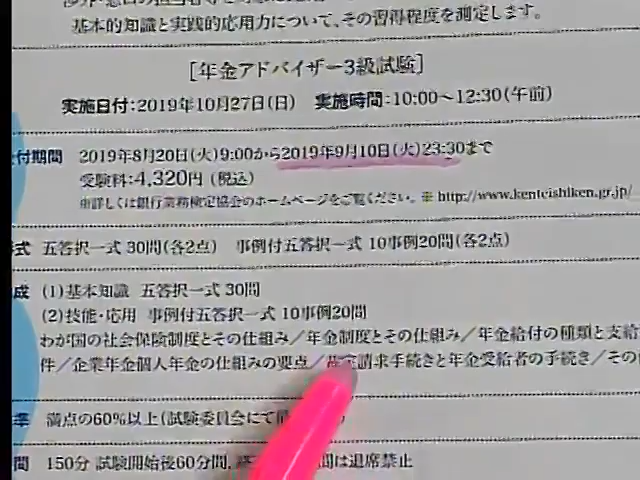 基本的知識と実践的応用力について、その習得程度を測定します。
［年金アドバイザー3級試験］
実施日付：2019年10月27日（日）　実施時間：10:00～12:30（午前）
付期間　2019年8月20日（火）9:00から2019年9月10日（火）23:30まで
受験料：4,320円（税込）
※詳しくは銀行業務検定協会のホームページをご覧ください。※ http://www.kenteishiken.gr.jp/
式　五答択一式 30問（各2点）　事例付五答択一式 10事例20問（各2点）
成　(1)基本知識　五答択一式 30問
(2)技能・応用　事例付五答択一式 10事例20問
わが国の社会保険制度とその仕組み／年金制度とその仕組み／年金給付の種類と支給
件／企業年金個人年金の仕組みの要点／請求手続きと年金受給者の手続き／その
準　満点の60%以上（試験委員会にて
間　150分 試験開始後60分間、間は退席禁止